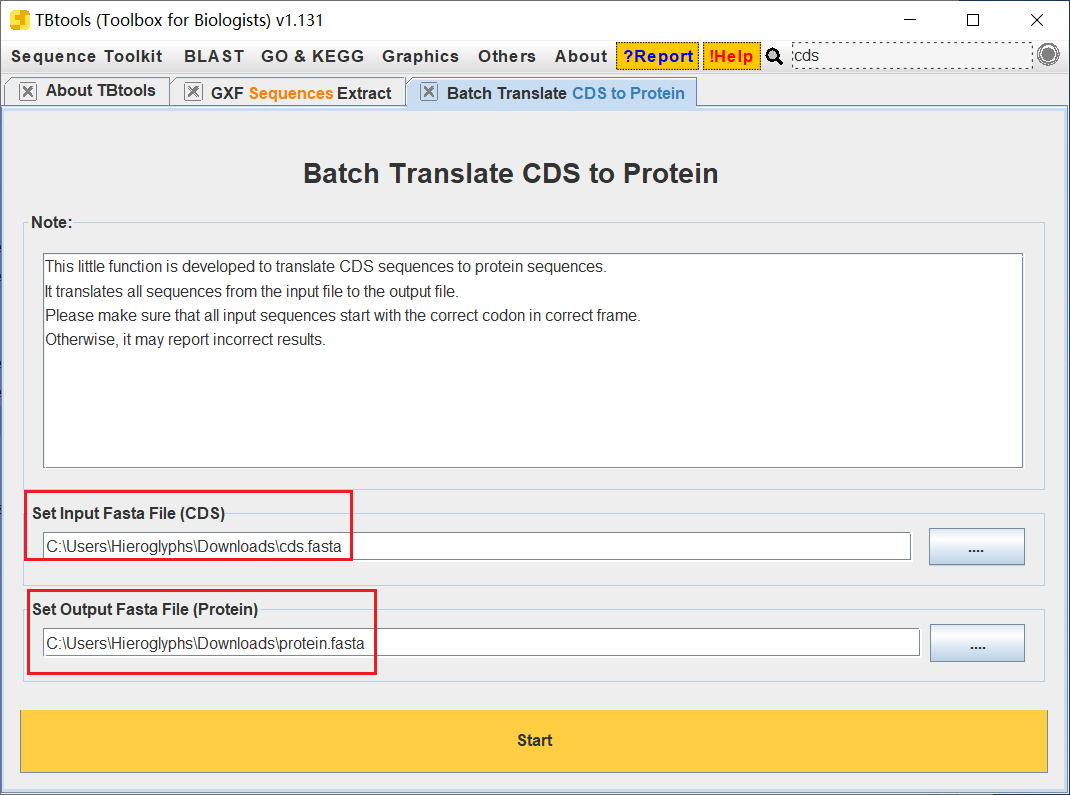 TBtools (Toolbox for Biologists) v1.131
Sequence Toolkit BLAST GO & KEGG Graphics Others About ?Report !Help cds
About TBtools GXF Sequences Extract Batch Translate CDS to Protein
Batch Translate CDS to Protein
Note:
This little function is developed to translate CDS sequences to protein sequences.
It translates all sequences from the input file to the output file.
Please make sure that all input sequences start with the correct codon in correct frame.
Otherwise, it may report incorrect results.
Set Input Fasta File (CDS)
C:\Users\Hieroglyphs\Downloads\cds.fasta ....
Set Output Fasta File (Protein)
C:\Users\Hieroglyphs\Downloads\protein.fasta ....
Start